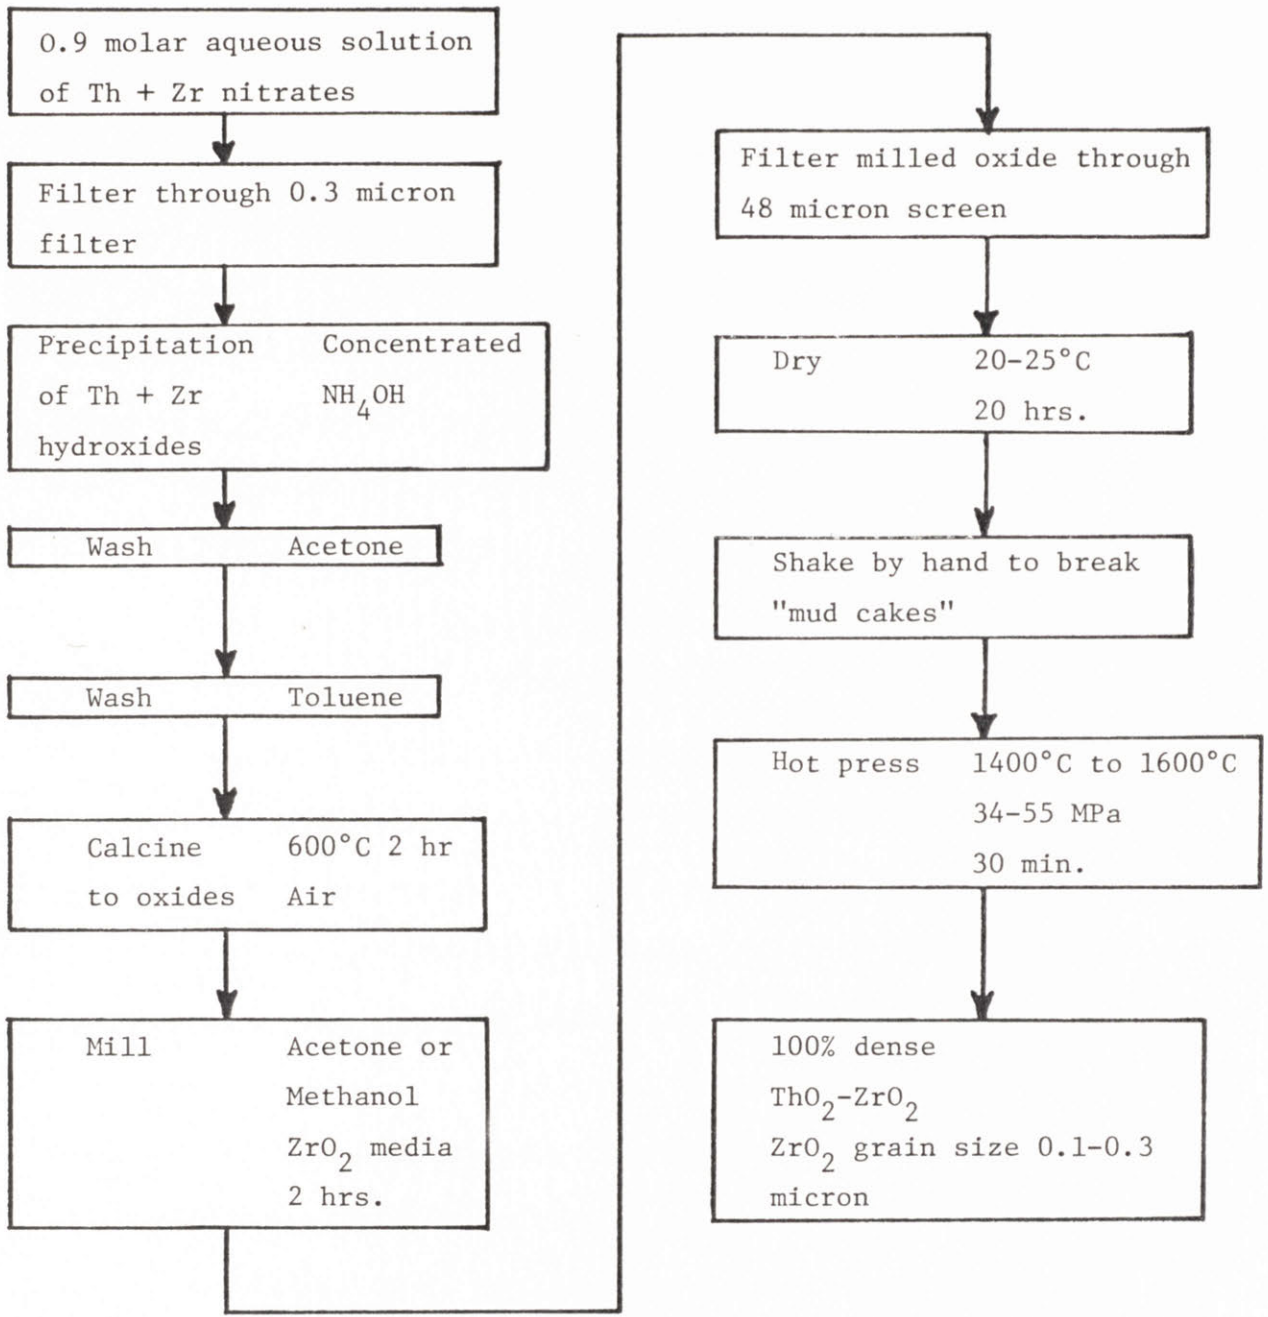 0.9 molar aqueous solution
of Th + Zr nitrates
Filter through 0.3 micron
filter
Precipitation Concentrated
of Th + Zr NH₄OH
hydroxides
Wash Acetone
Wash Toluene
Calcine 600°C 2 hr
to oxides Air
Mill Acetone or
Methanol
ZrO₂ media
2 hrs.
Filter milled oxide through
48 micron screen
Dry 20-25°C
20 hrs.
Shake by hand to break
"mud cakes"
Hot press 1400°C to 1600°C
34-55 MPa
30 min.
100% dense
ThO₂-ZrO₂
ZrO₂ grain size 0.1-0.3
micron